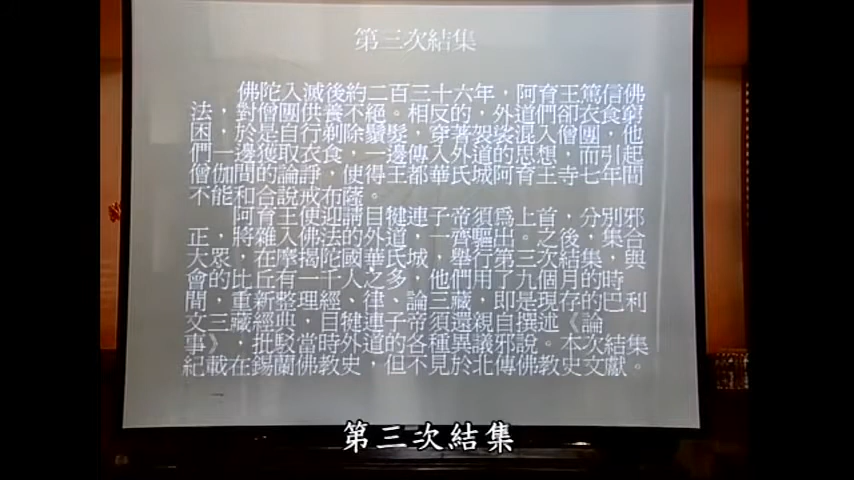 第三次結集
佛陀入滅後約二百三十六年，阿育王篤信佛
法，對僧團供養不絕。相反的，外道們卻衣食窮
困，於是自行剃除鬚髮，穿著袈裟混入僧團，他
們一邊獲取衣食，一邊傳入外道的思想，而引起
僧伽間的論諍，使得王都華氏城阿育王寺七年間
不能和合說戒布薩。
阿育王便迎請目犍連子帝須為上首，分別邪
正，將雜入佛法的外道，一齊驅出。之後，集合
大眾，在摩揭陀國華氏城，舉行第三次結集，與
會的比丘有一千人之多，他們用了九個月的時
間，重新整理經、律、論三藏，即是現存的巴利
文三藏經典，目犍連子帝須還親自撰述《論
事》，批駁當時外道的各種異議邪說。本次結集
紀載在錫蘭佛教史，但不見於北傳佛教史文獻。
第三次結集